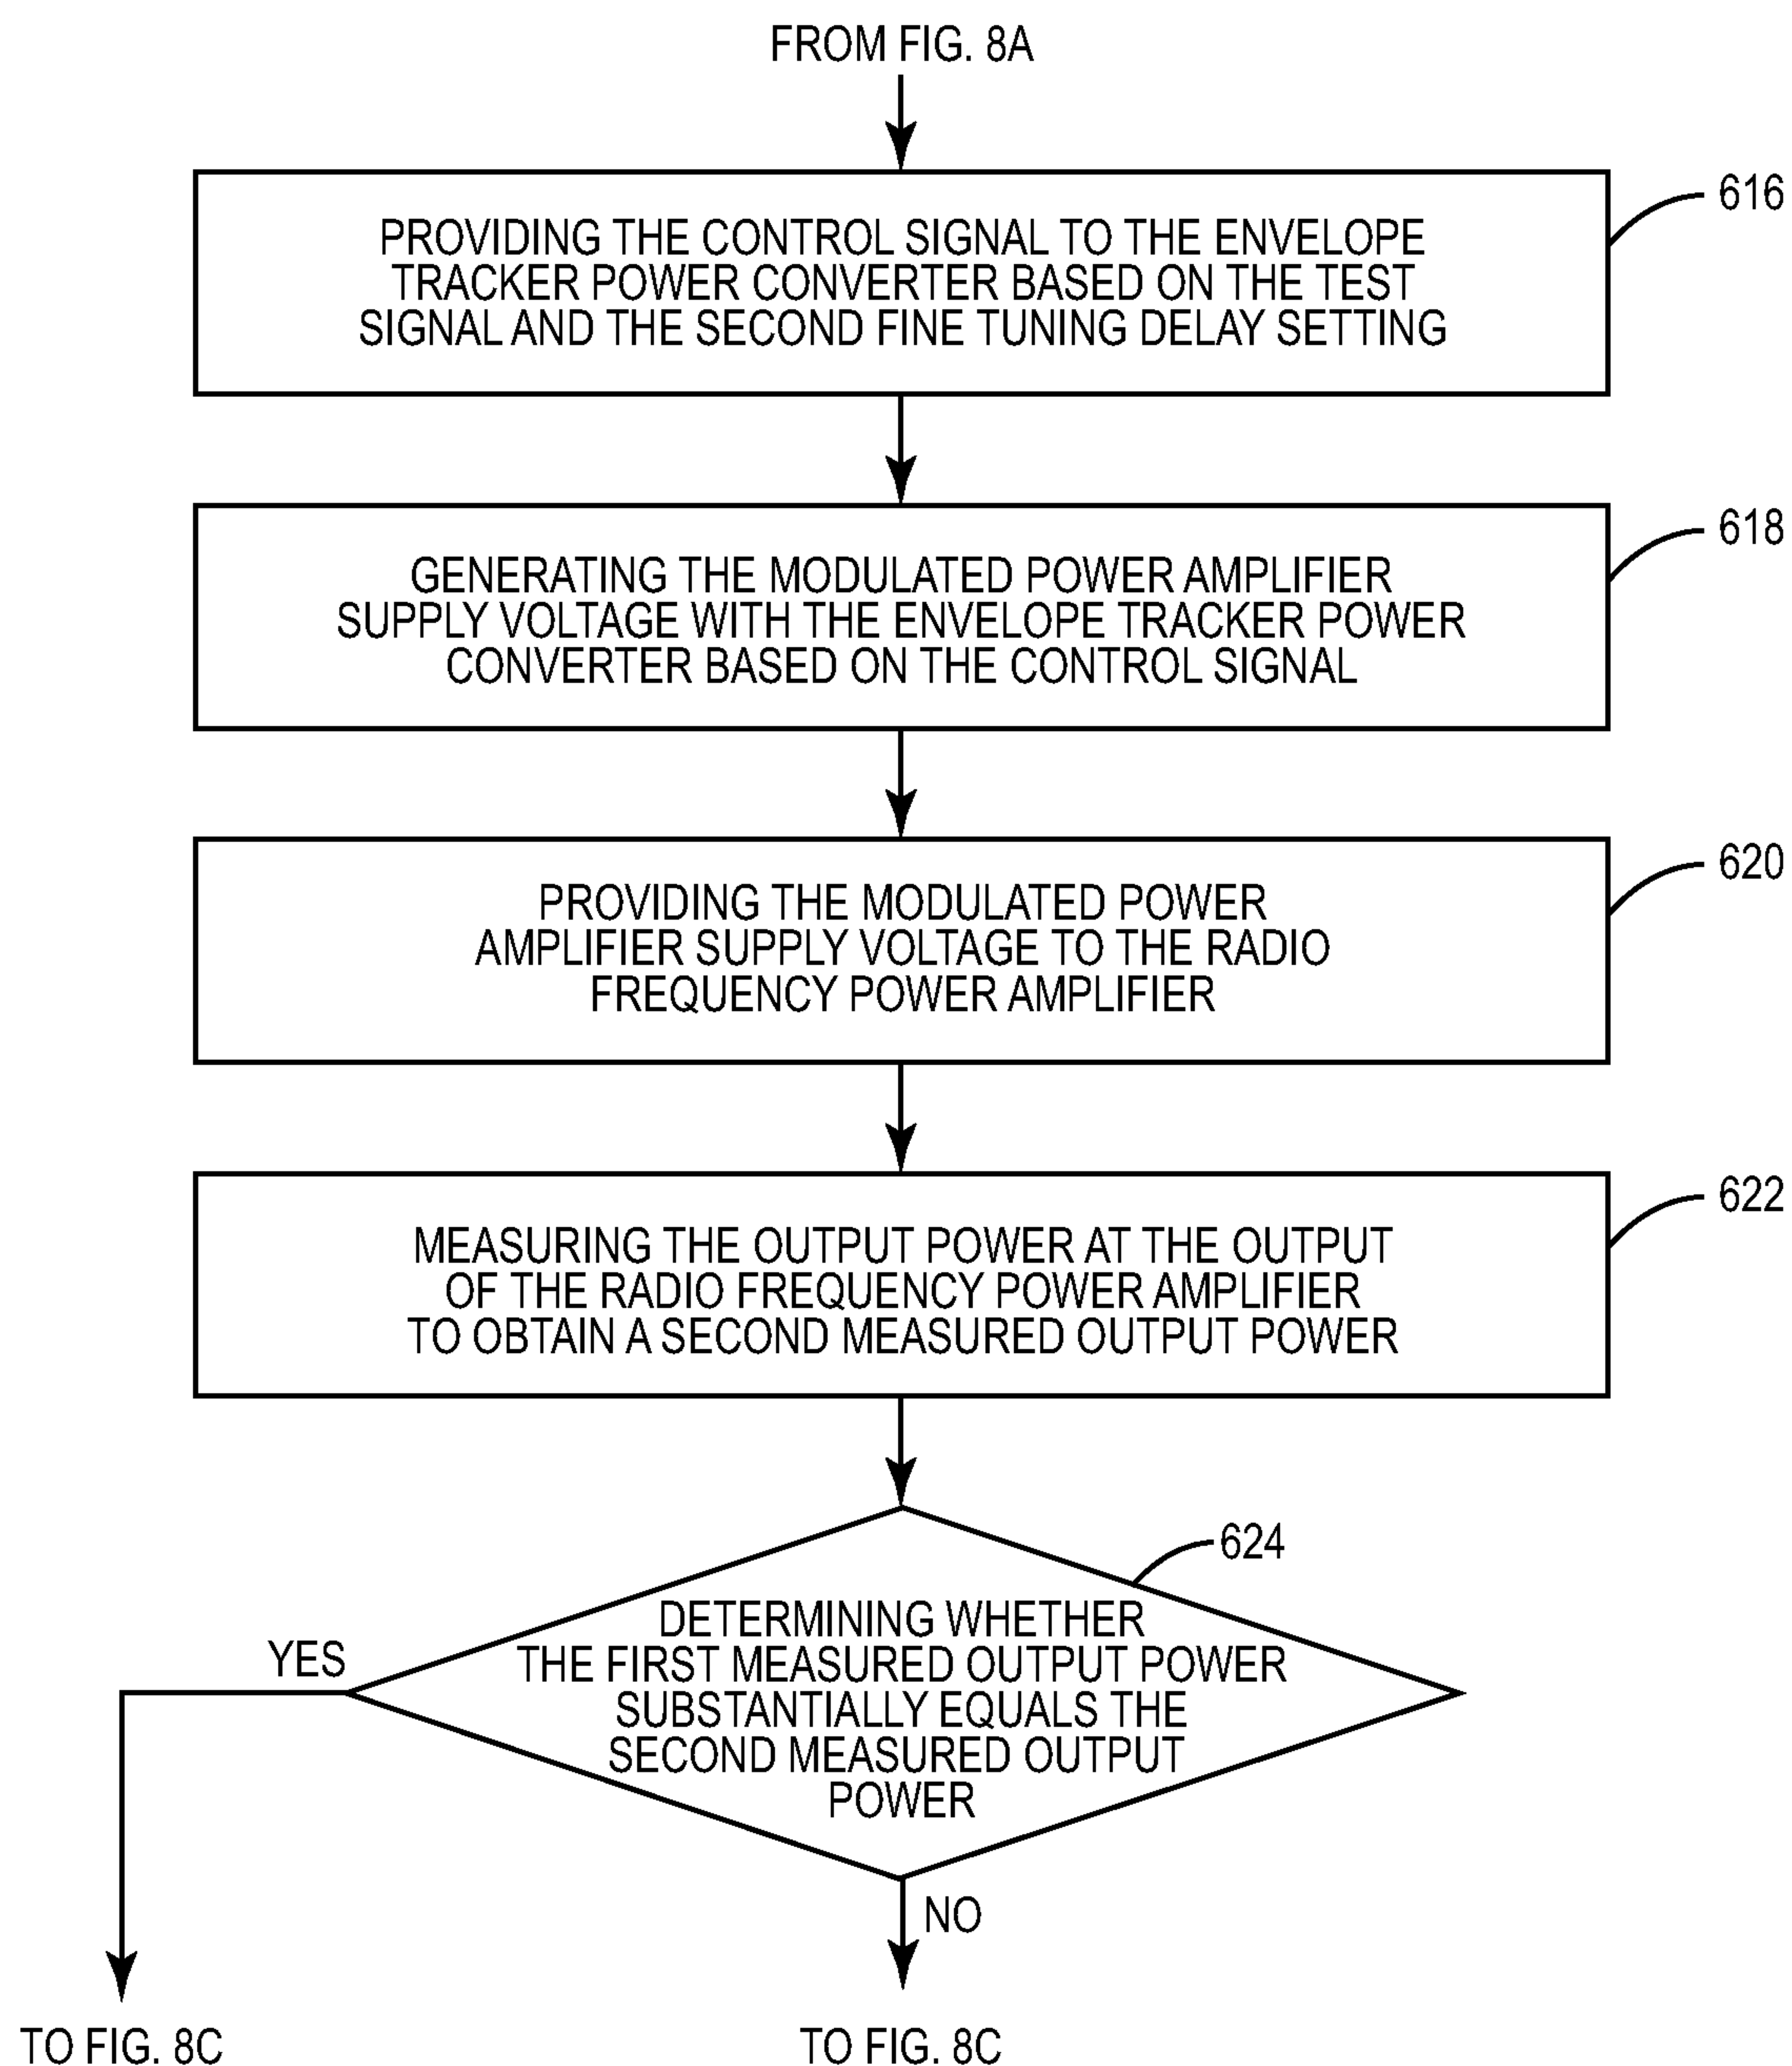 FROM FIG. 8A
616
PROVIDING THE CONTROL SIGNAL TO THE ENVELOPE
TRACKER POWER CONVERTER BASED ON THE TEST
SIGNAL AND THE SECOND FINE TUNING DELAY SETTING
618
GENERATING THE MODULATED POWER AMPLIFIER
SUPPLY VOLTAGE WITH THE ENVELOPE TRACKER POWER
CONVERTER BASED ON THE CONTROL SIGNAL
620
PROVIDING THE MODULATED POWER
AMPLIFIER SUPPLY VOLTAGE TO THE RADIO
FREQUENCY POWER AMPLIFIER
622
MEASURING THE OUTPUT POWER AT THE OUTPUT
OF THE RADIO FREQUENCY POWER AMPLIFIER
TO OBTAIN A SECOND MEASURED OUTPUT POWER
624
DETERMINING WHETHER
THE FIRST MEASURED OUTPUT POWER
SUBSTANTIALLY EQUALS THE
SECOND MEASURED OUTPUT
POWER
YES
NO
TO FIG. 8C
TO FIG. 8C